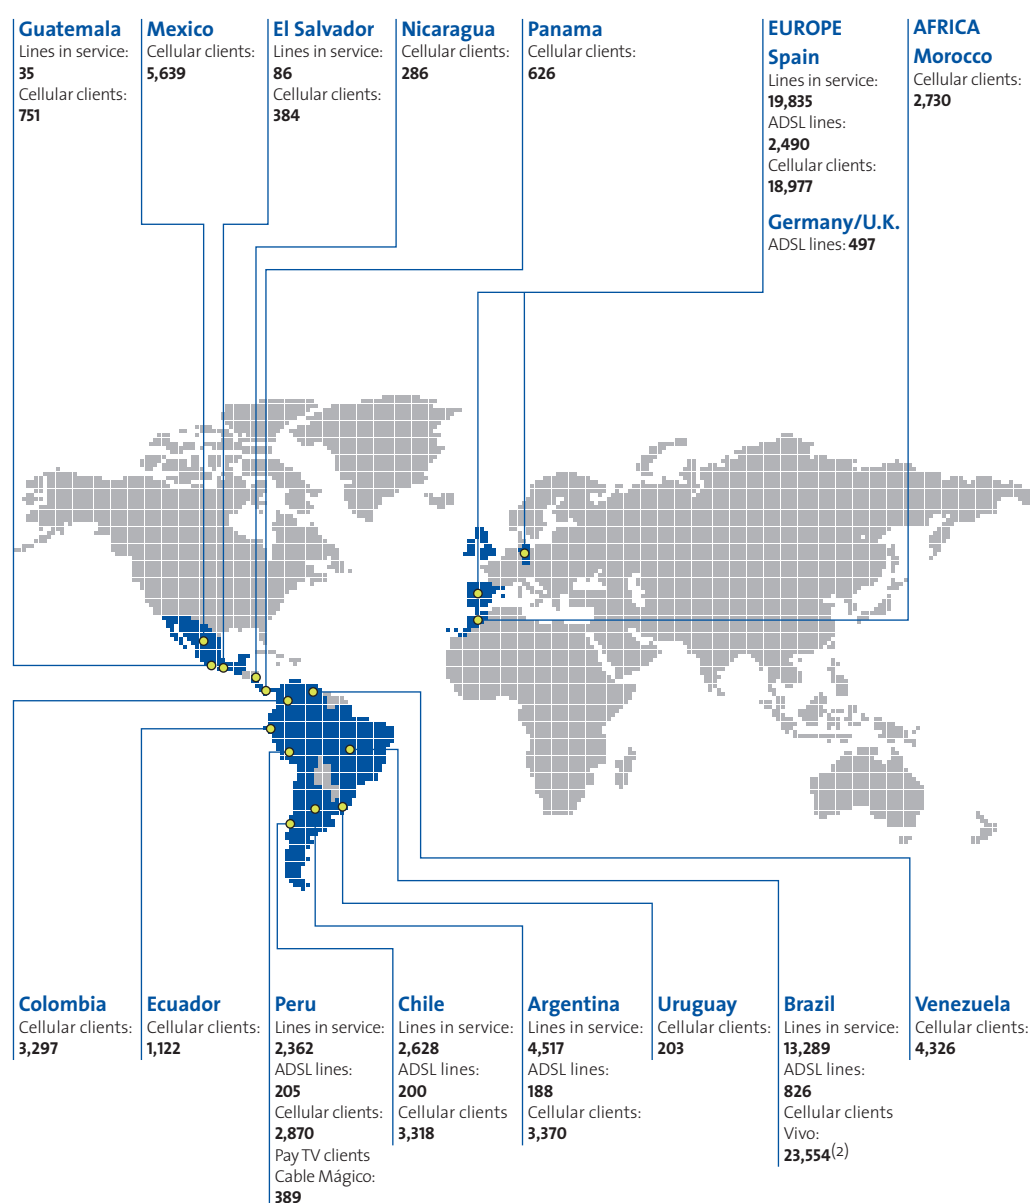 Guatemala
Lines in service:
35
Cellular clients:
751
Mexico
Cellular clients:
5,639
El Salvador
Lines in service:
86
Cellular clients:
384
Nicaragua
Cellular clients:
286
Panama
Cellular clients:
626
EUROPE
Spain
Lines in service:
19,835
ADSL lines:
2,490
Cellular clients:
18,977
Germany/U.K.
ADSL lines: 497
AFRICA
Morocco
Cellular clients:
2,730
Colombia
Cellular clients:
3,297
Ecuador
Cellular clients:
1,122
Peru
Lines in service:
2,362
ADSL lines:
205
Cellular clients:
2,870
Pay TV clients
Cable Mágico:
389
Chile
Lines in service:
2,628
ADSL lines:
200
Cellular clients
3,318
Argentina
Lines in service:
4,517
ADSL lines:
188
Cellular clients:
3,370
Uruguay
Cellular clients:
203
Brazil
Lines in service:
13,289
ADSL lines:
826
Cellular clients
Vivo:
23,554(2)
Venezuela
Cellular clients:
4,326